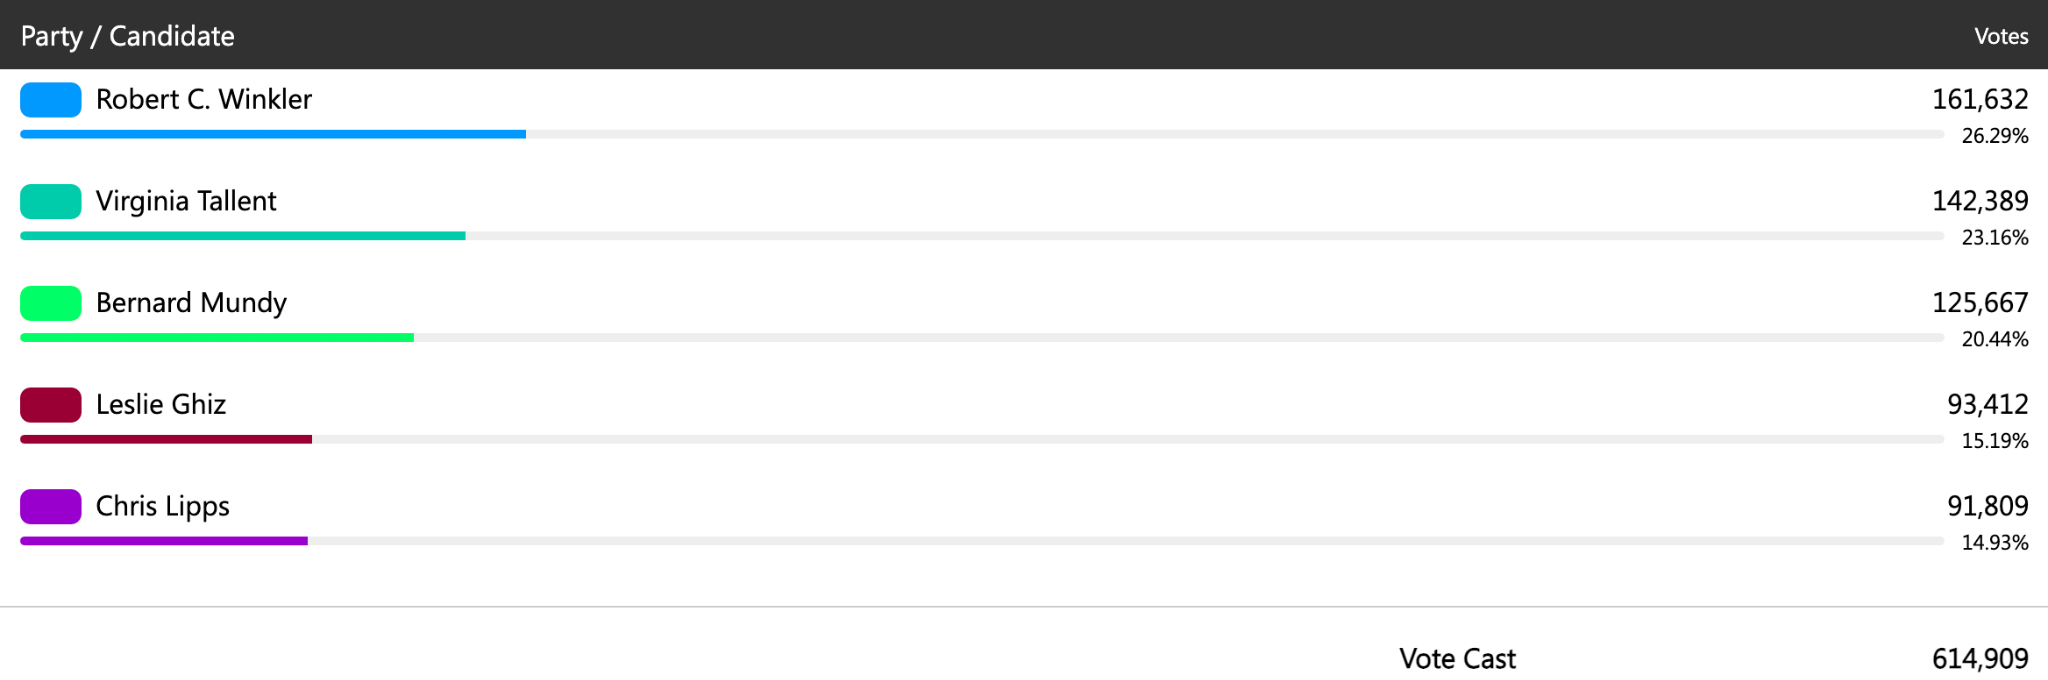 Party / Candidate Votes
Robert C. Winkler 161,632
26.29%
Virginia Tallent 142,389
23.16%
Bernard Mundy 125,667
20.44%
Leslie Ghiz 93,412
15.19%
Chris Lipps 91,809
14.93%
Vote Cast 614,909